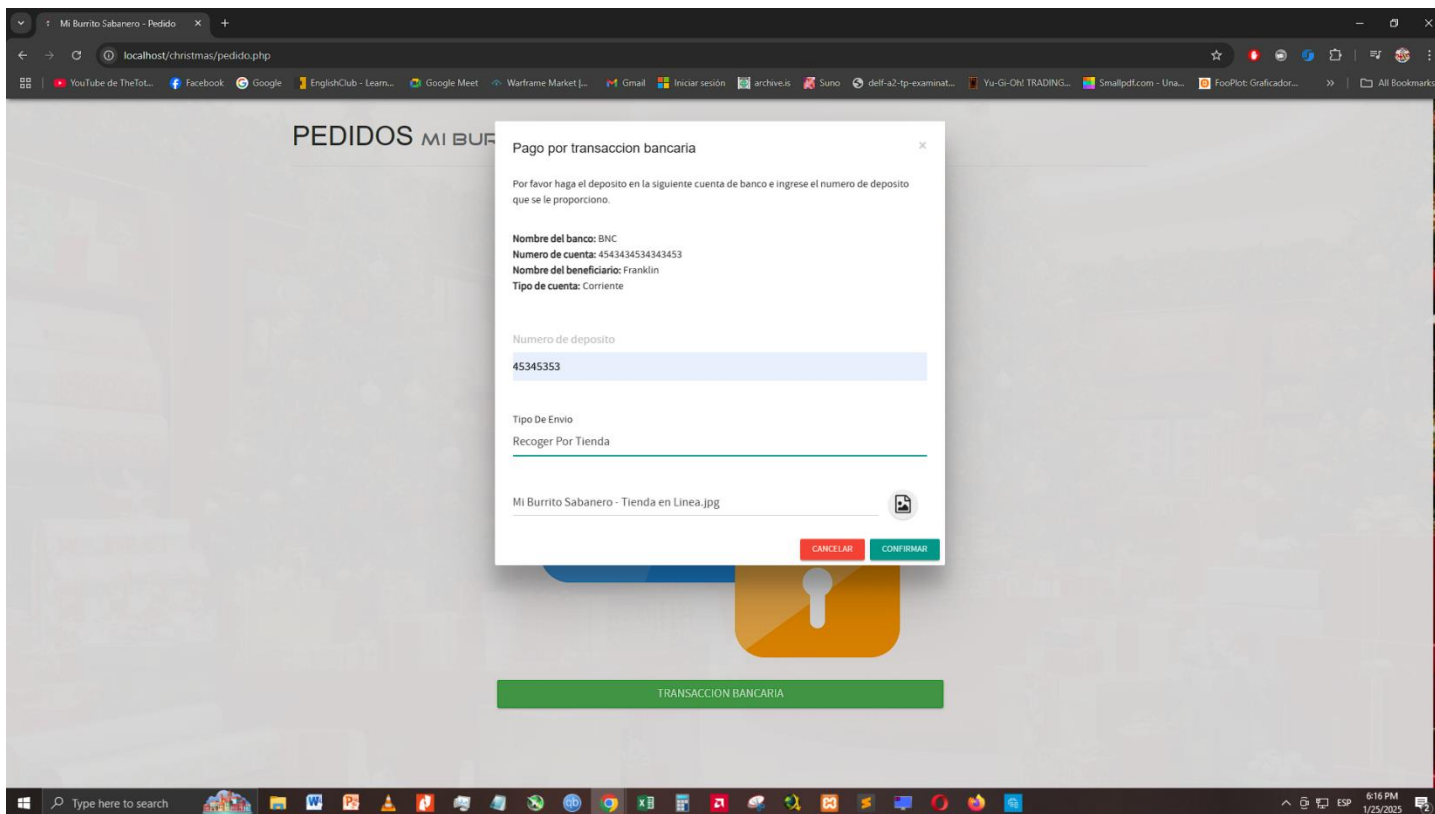 Mi Burrito Sabanero - Pedido
localhost/christmas/pedido.php
YouTube de TheTot... Facebook Google EnglishClub - Learn... Google Meet Warframe Market |... Gmail Iniciar sesión archive.is Suno delf-a2-tp-examinat... Yu-Gi-Oh! TRADING... Smallpdf.com - Una... FooPlot: Graficador... » All Bookmarks
PEDIDOS MI BUR
Pago por transaccion bancaria ×
Por favor haga el deposito en la siguiente cuenta de banco e ingrese el numero de deposito
que se le proporciono.
Nombre del banco: BNC
Numero de cuenta: 4543434534343453
Nombre del beneficiario: Franklin
Tipo de cuenta: Corriente
Numero de deposito
45345353
Tipo De Envio
Recoger Por Tienda
Mi Burrito Sabanero - Tienda en Linea.jpg
CANCELAR CONFIRMAR
TRANSACCION BANCARIA
Type here to search
ESP
6:16 PM
1/25/2025